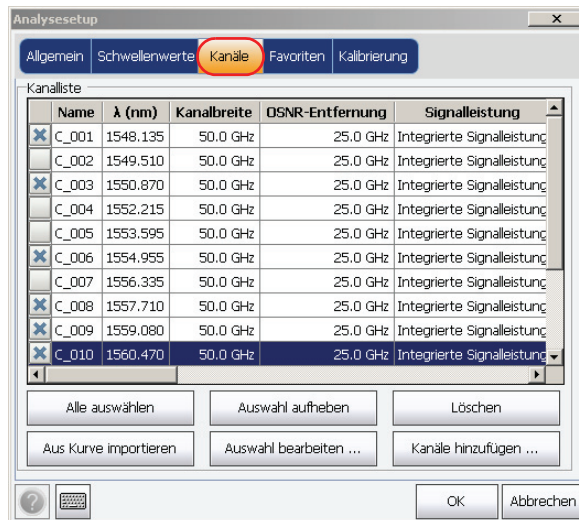 Analysesetup
Allgemein Schwellenwerte Kanäle Favoriten Kalibrierung
Kanalliste
Name λ (nm) Kanalbreite OSNR-Entfernung Signalleistung
C_001 1548.135 50.0 GHz 25.0 GHz Integrierte Signalleistung
C_002 1549.510 50.0 GHz 25.0 GHz Integrierte Signalleistung
C_003 1550.870 50.0 GHz 25.0 GHz Integrierte Signalleistung
C_004 1552.215 50.0 GHz 25.0 GHz Integrierte Signalleistung
C_005 1553.595 50.0 GHz 25.0 GHz Integrierte Signalleistung
C_006 1554.955 50.0 GHz 25.0 GHz Integrierte Signalleistung
C_007 1556.335 50.0 GHz 25.0 GHz Integrierte Signalleistung
C_008 1557.710 50.0 GHz 25.0 GHz Integrierte Signalleistung
C_009 1559.080 50.0 GHz 25.0 GHz Integrierte Signalleistung
C_010 1560.470 50.0 GHz 25.0 GHz Integrierte Signalleistung
Alle auswählen Auswahl aufheben Löschen
Aus Kurve importieren Auswahl bearbeiten ... Kanäle hinzufügen ...
OK Abbrechen